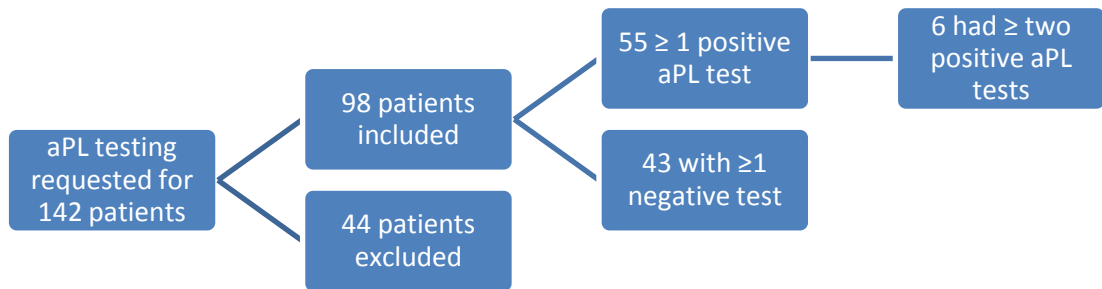 aPL testing
requested for
142 patients
98 patients
included
44 patients
excluded
55 ≥ 1 positive
aPL test
43 with ≥1
negative test
6 had ≥ two
positive aPL
tests